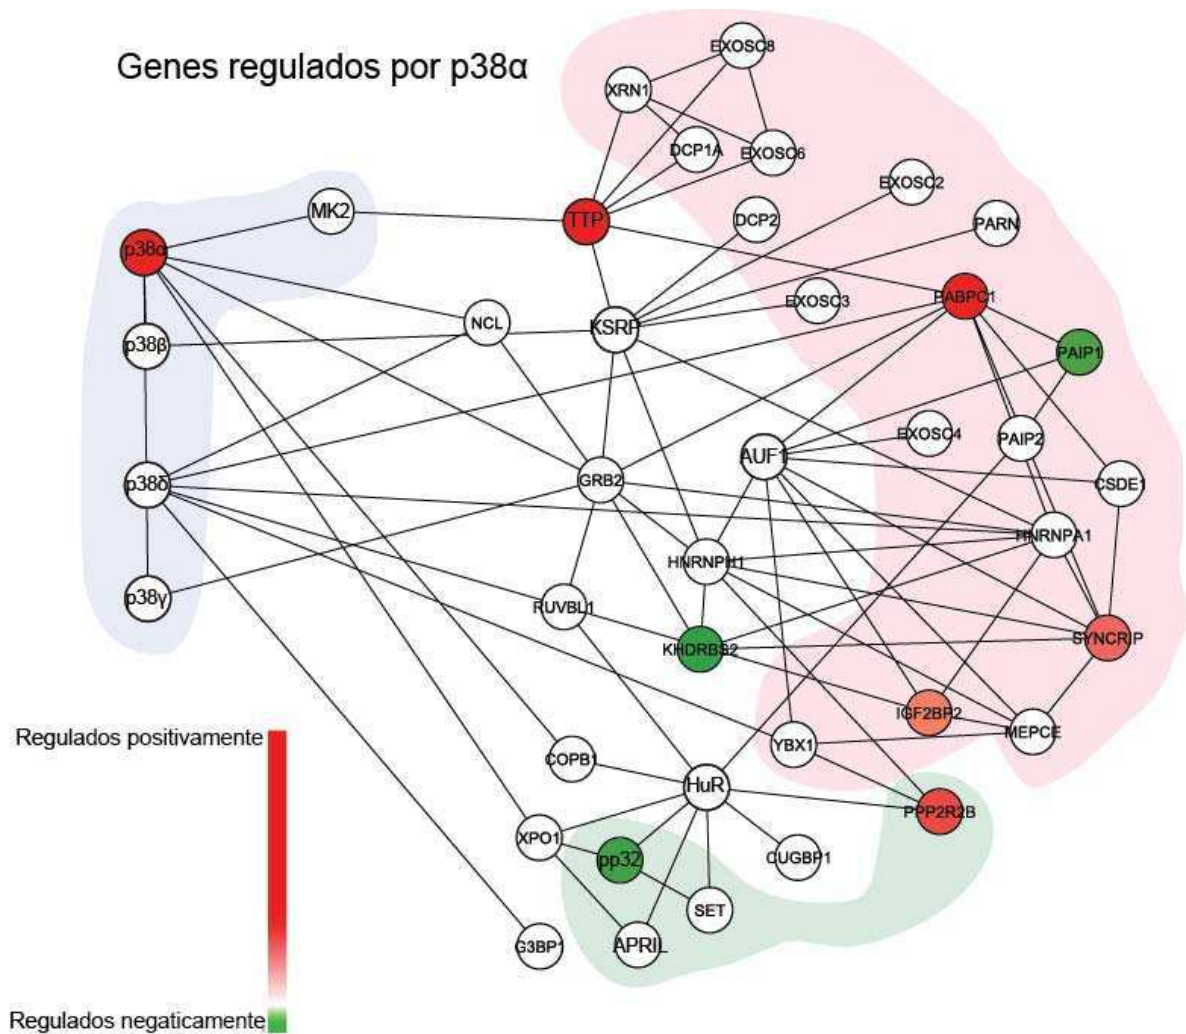 Genes regulados por p38α
EXOSC8
XRN1
DCP1A
EXOSC6
EXOSC2
MK2
TTP
DCP2
PARN
p38α
PABPC1
EXOSC3
NCL
KSRP
p38β
PAIP1
EXOSC4
PAIP2
AUF1
p38δ
GRB2
CSDE1
HNRNPA1
HNRNPH1
p38γ
RUVBL1
KHDRBS2
SYNCRIP
IGF2BP2
MEPCE
Regulados positivamente
YBX1
COPB1
HuR
PPP2R2B
XPO1
pp32
CUGBP1
SET
G3BP1
APRIL
Regulados negaticamente